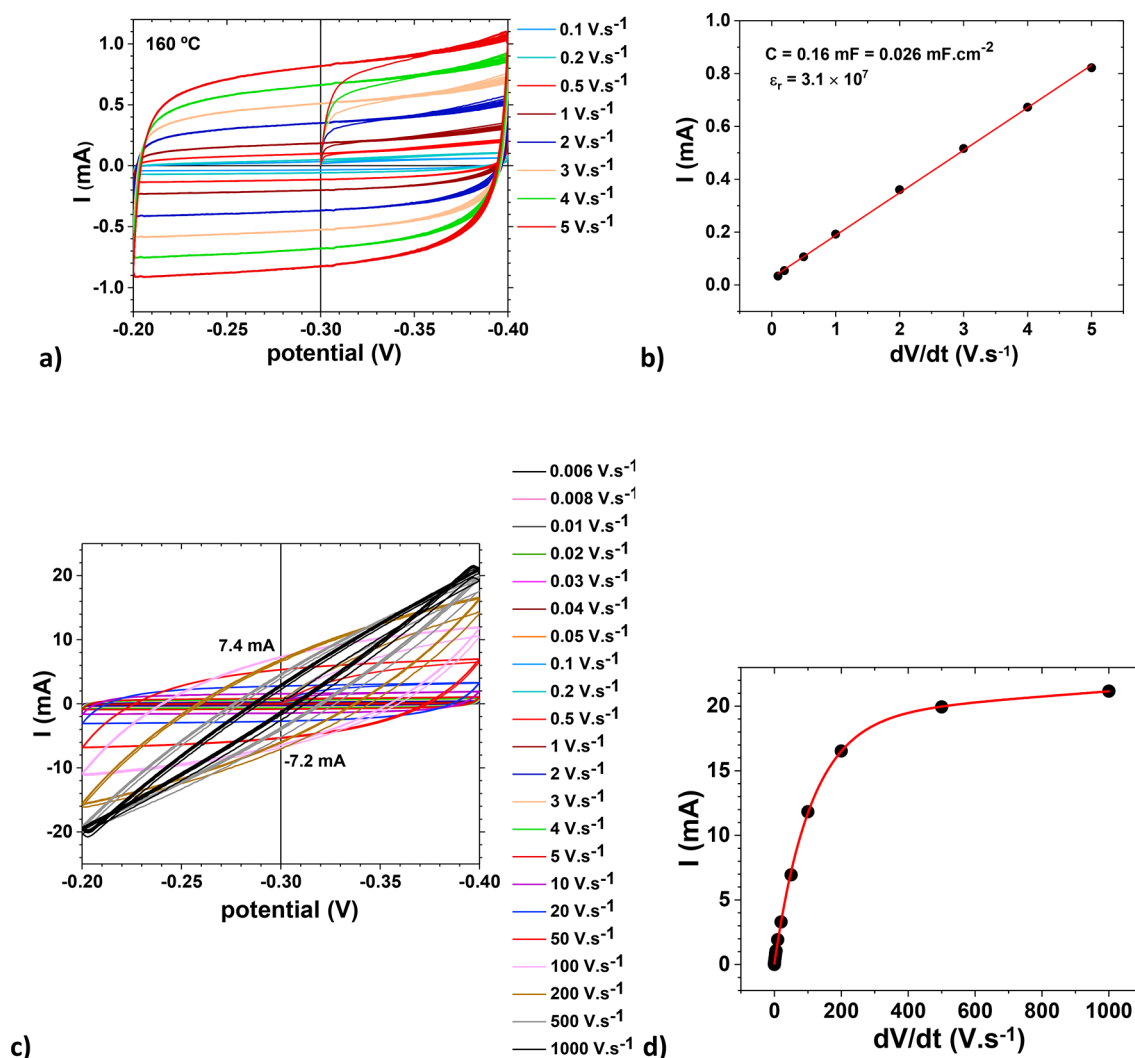 160 ºC
1.0
0.5
0.0
-0.5
-1.0
I (mA)
-0.20
-0.25
-0.30
-0.35
-0.40
potential (V)
0.1 V.s-1
0.2 V.s-1
0.5 V.s-1
1 V.s-1
2 V.s-1
3 V.s-1
4 V.s-1
5 V.s-1
a)
C = 0.16 mF = 0.026 mF.cm-2
εr = 3.1 × 10^7
1.0
0.8
0.6
0.4
0.2
0.0
I (mA)
0
1
2
3
4
5
dV/dt (V.s-1)
b)
20
10
0
-10
-20
I (mA)
7.4 mA
-7.2 mA
-0.20
-0.25
-0.30
-0.35
-0.40
potential (V)
0.006 V.s-1
0.008 V.s-1
0.01 V.s-1
0.02 V.s-1
0.03 V.s-1
0.04 V.s-1
0.05 V.s-1
0.1 V.s-1
0.2 V.s-1
0.5 V.s-1
1 V.s-1
2 V.s-1
3 V.s-1
4 V.s-1
5 V.s-1
10 V.s-1
20 V.s-1
50 V.s-1
100 V.s-1
200 V.s-1
500 V.s-1
1000 V.s-1
c)
20
15
10
5
0
I (mA)
0
200
400
600
800
1000
dV/dt (V.s-1)
d)